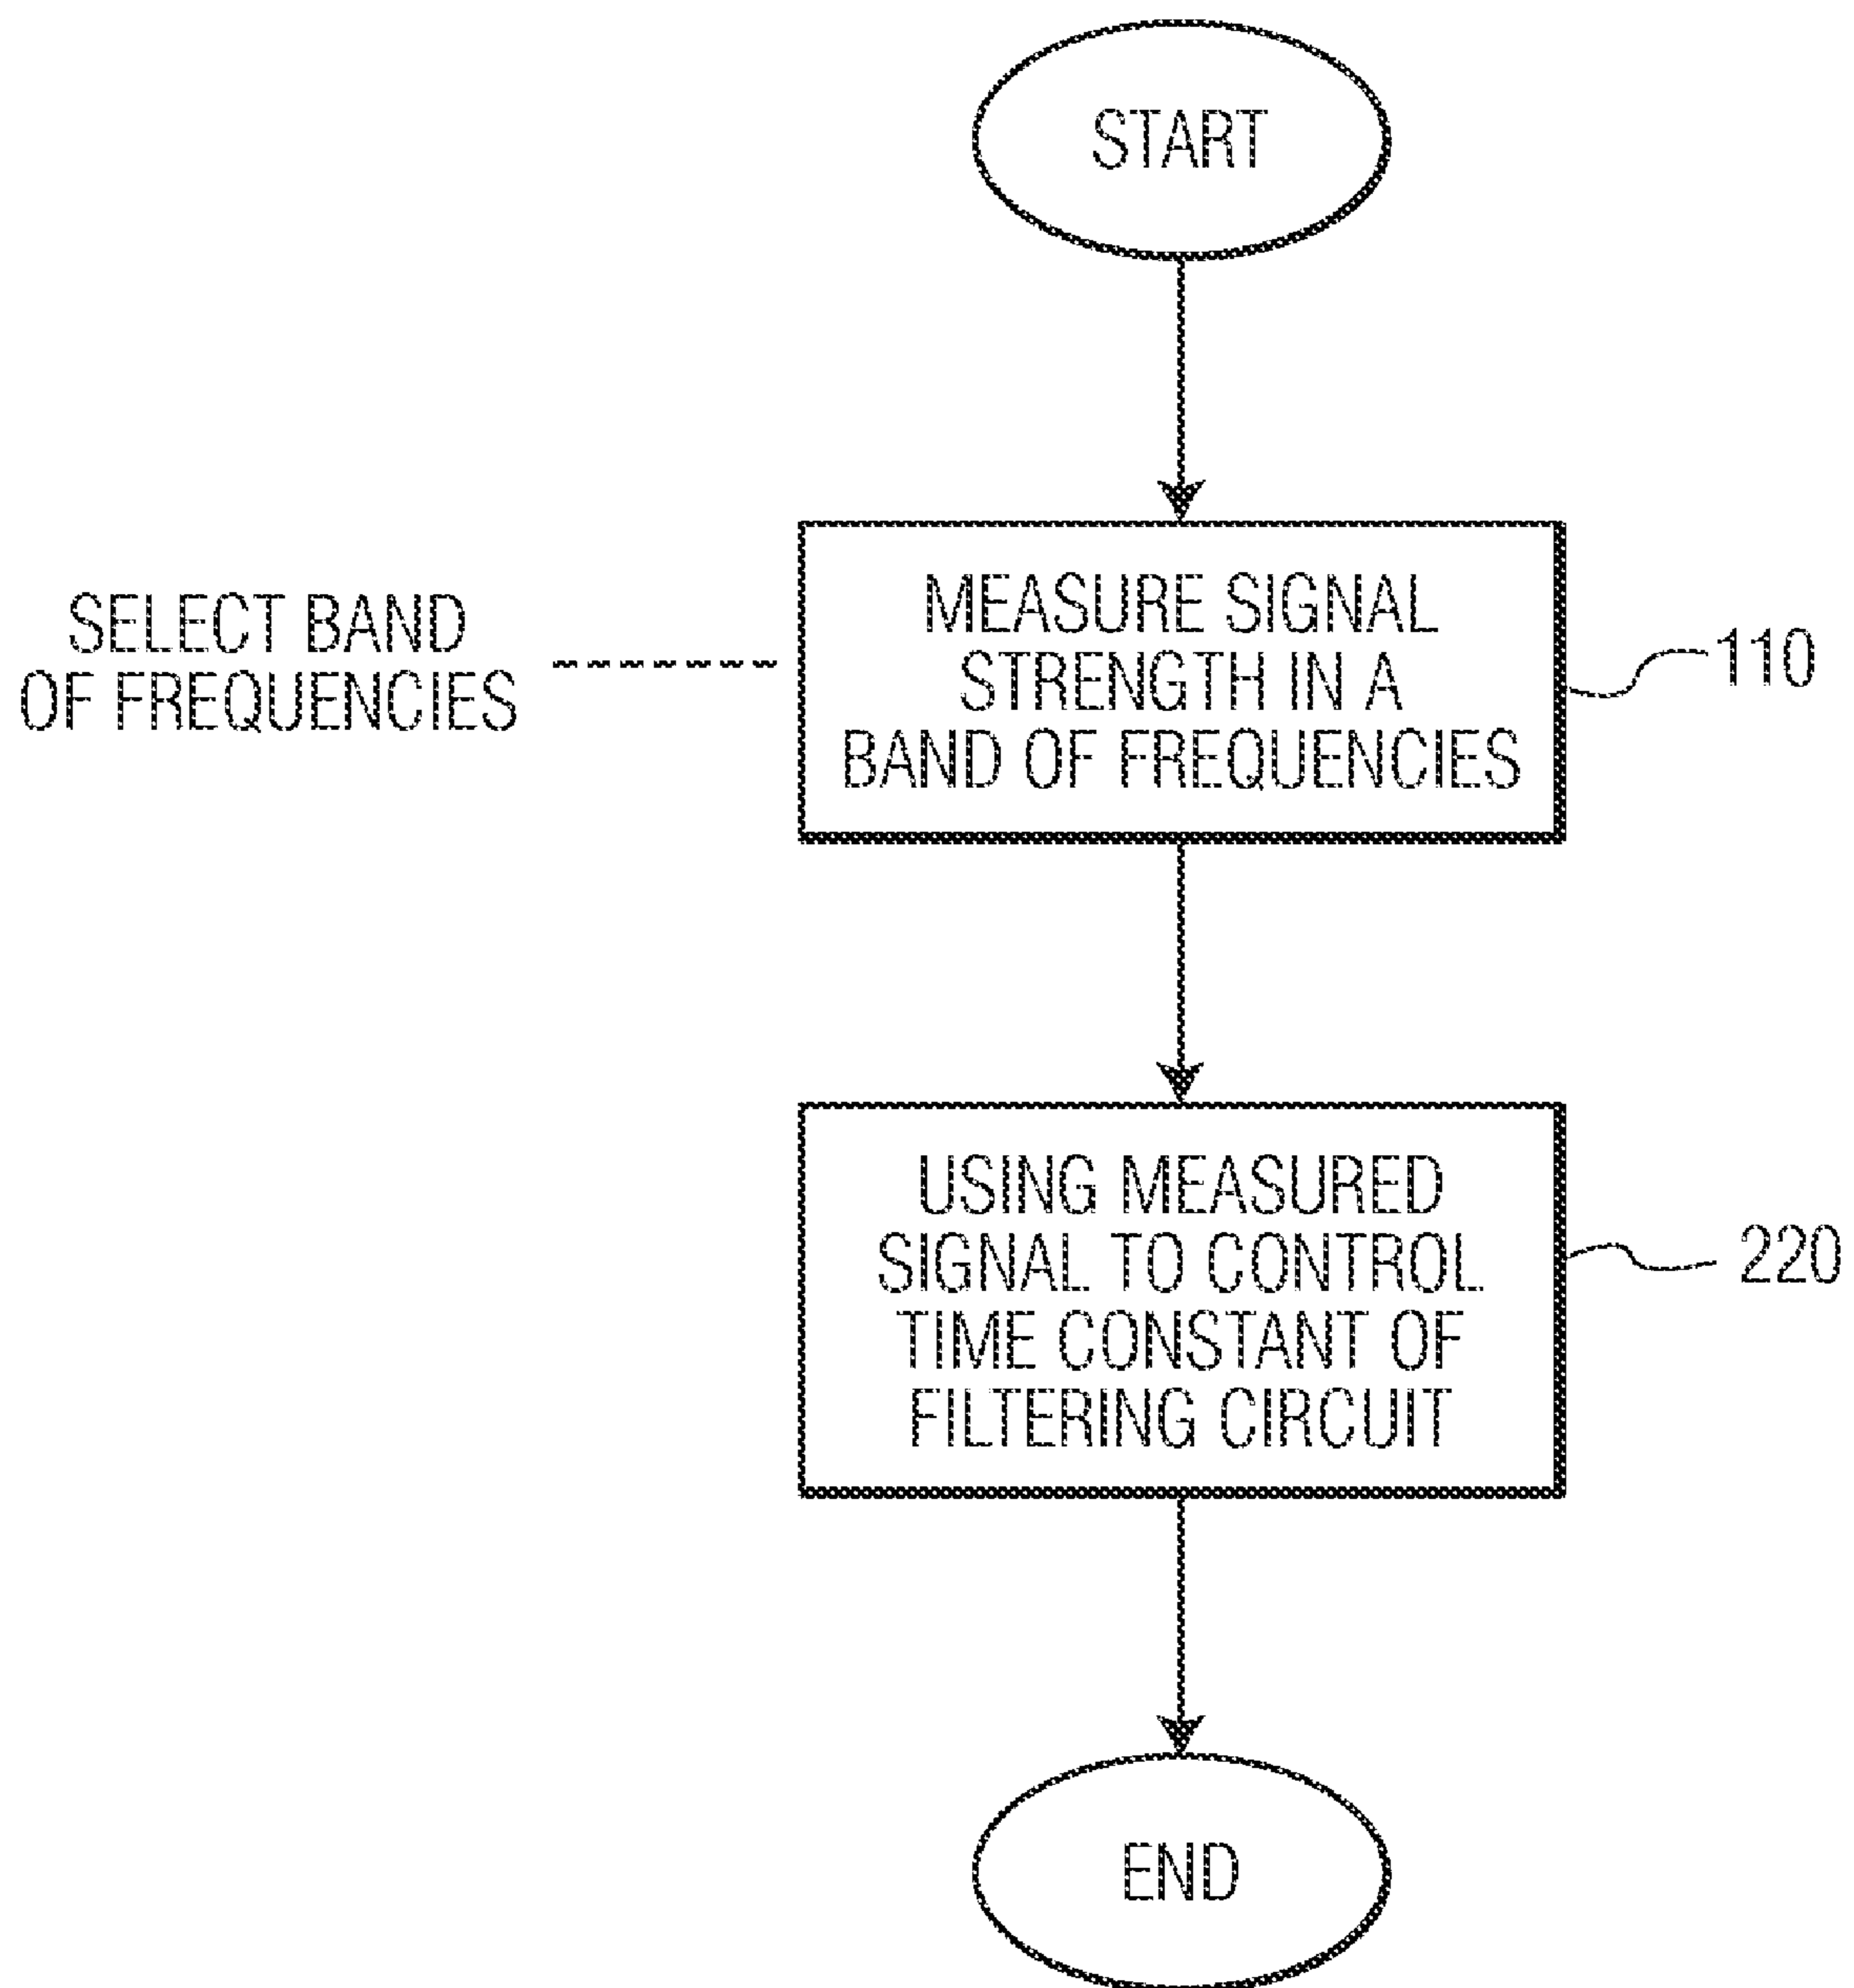 START
SELECT BAND
OF FREQUENCIES
MEASURE SIGNAL
STRENGTH IN A
BAND OF FREQUENCIES
110
USING MEASURED
SIGNAL TO CONTROL
TIME CONSTANT OF
FILTERING CIRCUIT
220
END